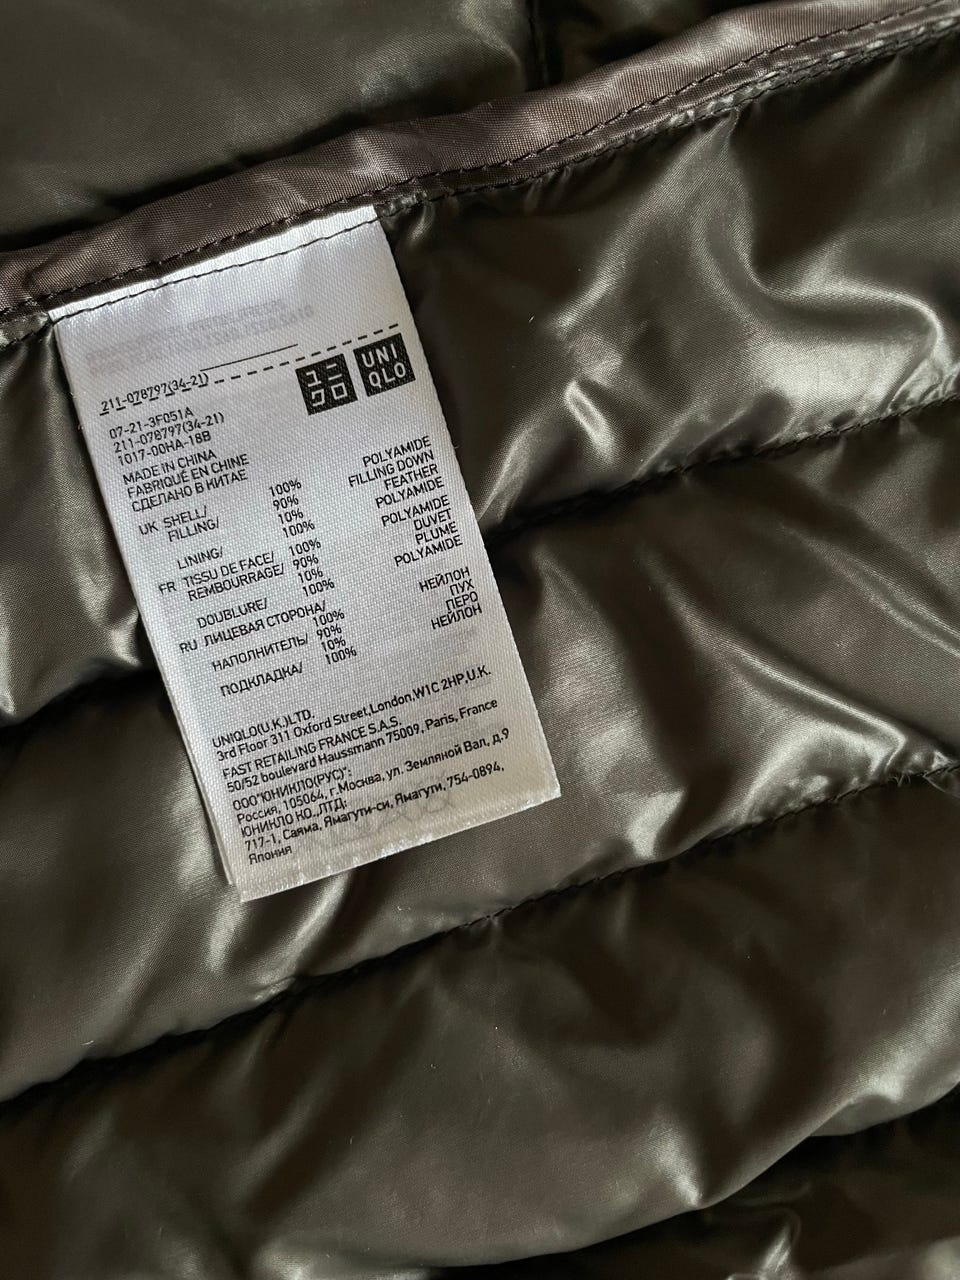 211-078797(34-21)
ユニ
クロ
UNI
QLO
07-21-3F051A
211-078797(34-21)
1017-00HA-18B
MADE IN CHINA
FABRIQUÉ EN CHINE
СДЕЛАНО В КИТАЕ
UK SHELL/ 100% POLYAMIDE
FILLING/ 90% FILLING DOWN
10% FEATHER
LINING/ 100% POLYAMIDE
FR TISSU DE FACE/ 100% POLYAMIDE
REMBOURRAGE/ 90% DUVET
10% PLUME
DOUBLURE/ 100% POLYAMIDE
RU ЛИЦЕВАЯ СТОРОНА/
100% НЕЙЛОН
НАПОЛНИТЕЛЬ/ 90% ПУХ
10% ПЕРО
ПОДКЛАДКА/ 100% НЕЙЛОН
UNIQLO(U.K.)LTD.
3rd Floor 311 Oxford Street,London,W1C 2HP,U.K.
FAST RETAILING FRANCE S.A.S.
50/52 boulevard Haussmann 75009, Paris, France
ООО"ЮНИКЛО(РУС)":
Россия, 105064, г.Москва, ул. Земляной Вал, д.9
ЮНИКЛО КО.,ЛТД:
717-1, Саяма, Ямагути-си, Ямагути, 754-0894,
Япония